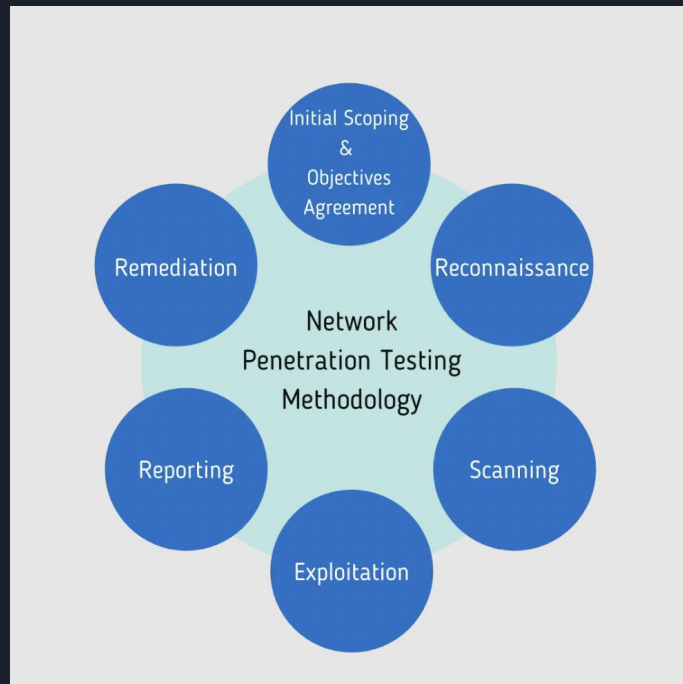 Initial Scoping
&
Objectives
Agreement
Reconnaissance
Scanning
Exploitation
Reporting
Remediation
Network
Penetration Testing
Methodology